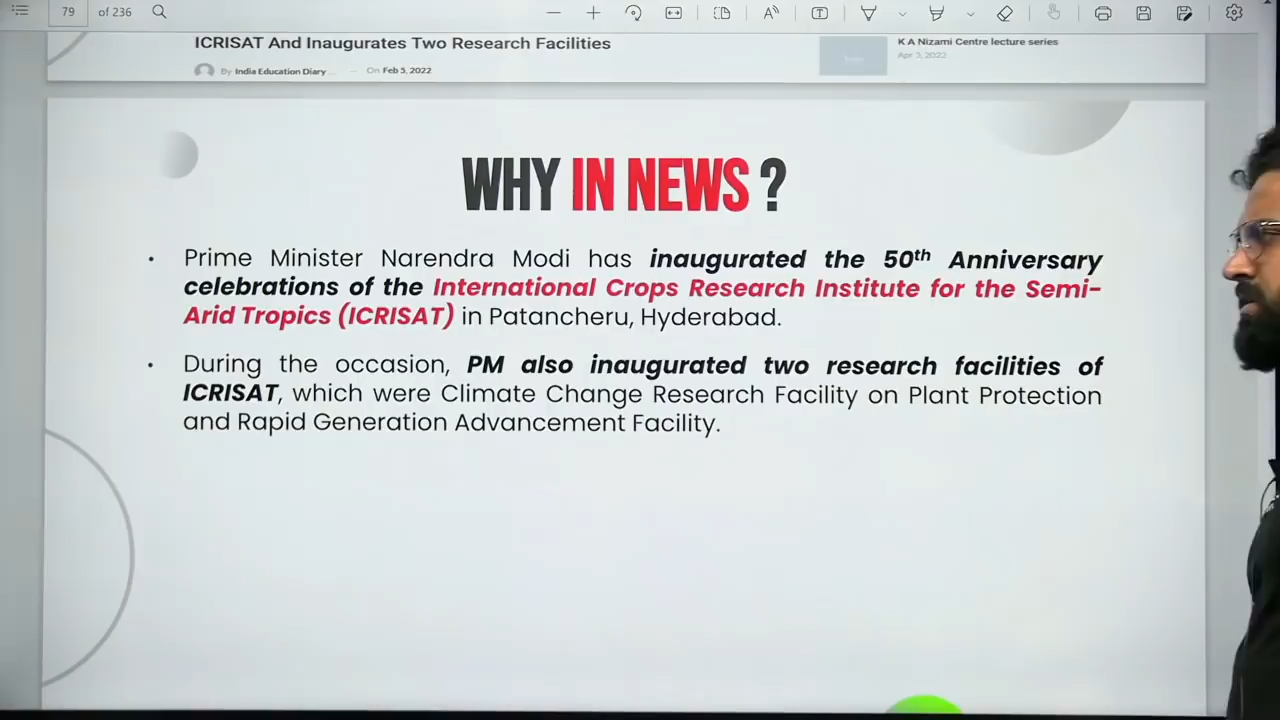 79 of 236
ICRISAT And Inaugurates Two Research Facilities
By India Education Diary — On Feb 5, 2022
K A Nizami Centre lecture series
Apr 3, 2022
WHY IN NEWS ?
• Prime Minister Narendra Modi has inaugurated the 50th Anniversary
celebrations of the International Crops Research Institute for the Semi-
Arid Tropics (ICRISAT) in Patancheru, Hyderabad.
• During the occasion, PM also inaugurated two research facilities of
ICRISAT, which were Climate Change Research Facility on Plant Protection
and Rapid Generation Advancement Facility.